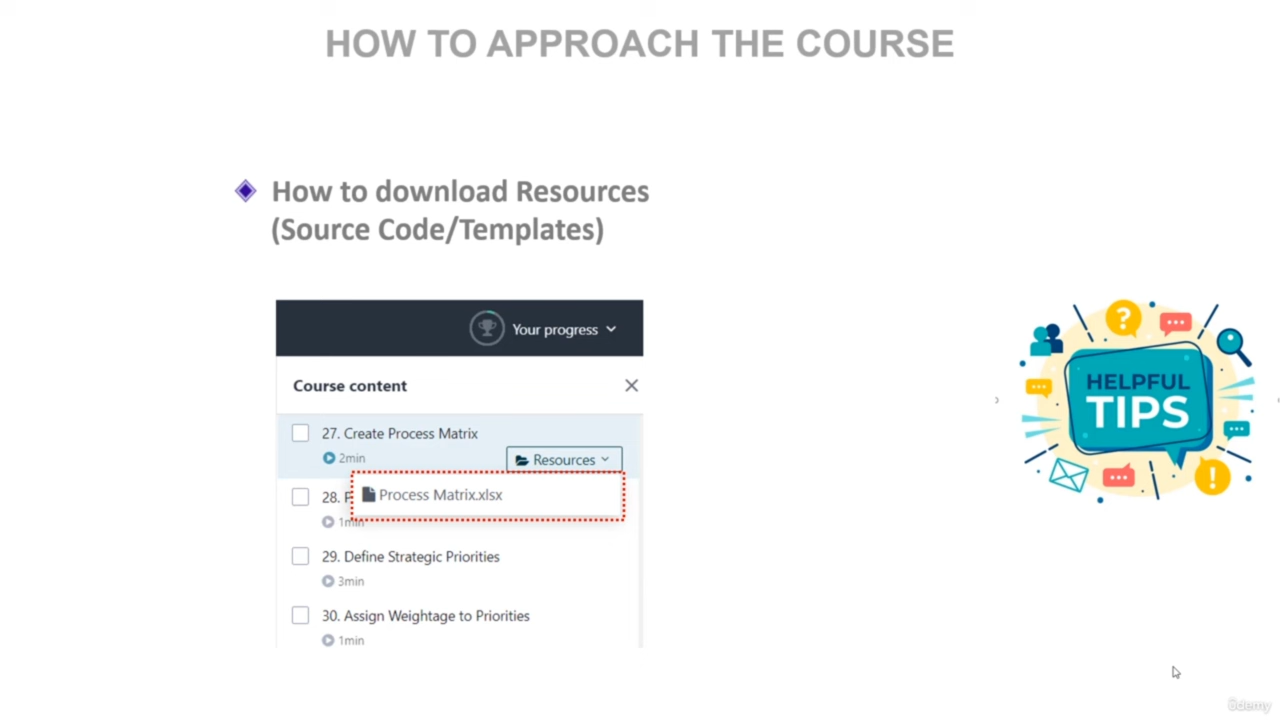 HOW TO APPROACH THE COURSE
How to download Resources
(Source Code/Templates)
Your progress
Course content
27. Create Process Matrix
2min
Resources
Process Matrix.xlsx
28.
1min
29. Define Strategic Priorities
3min
30. Assign Weightage to Priorities
1min
HELPFUL
TIPS
ûdemy